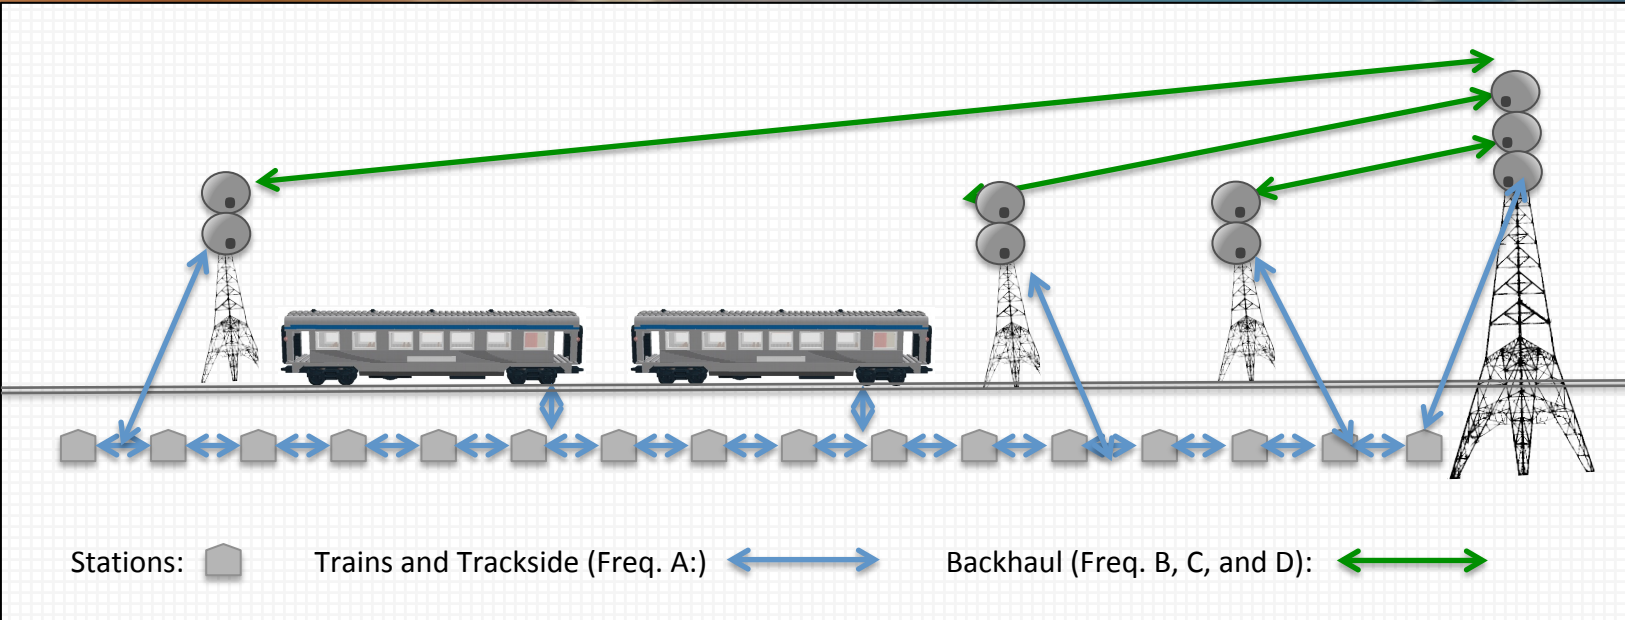 Stations: Trains and Trackside (Freq. A:) Backhaul (Freq. B, C, and D):